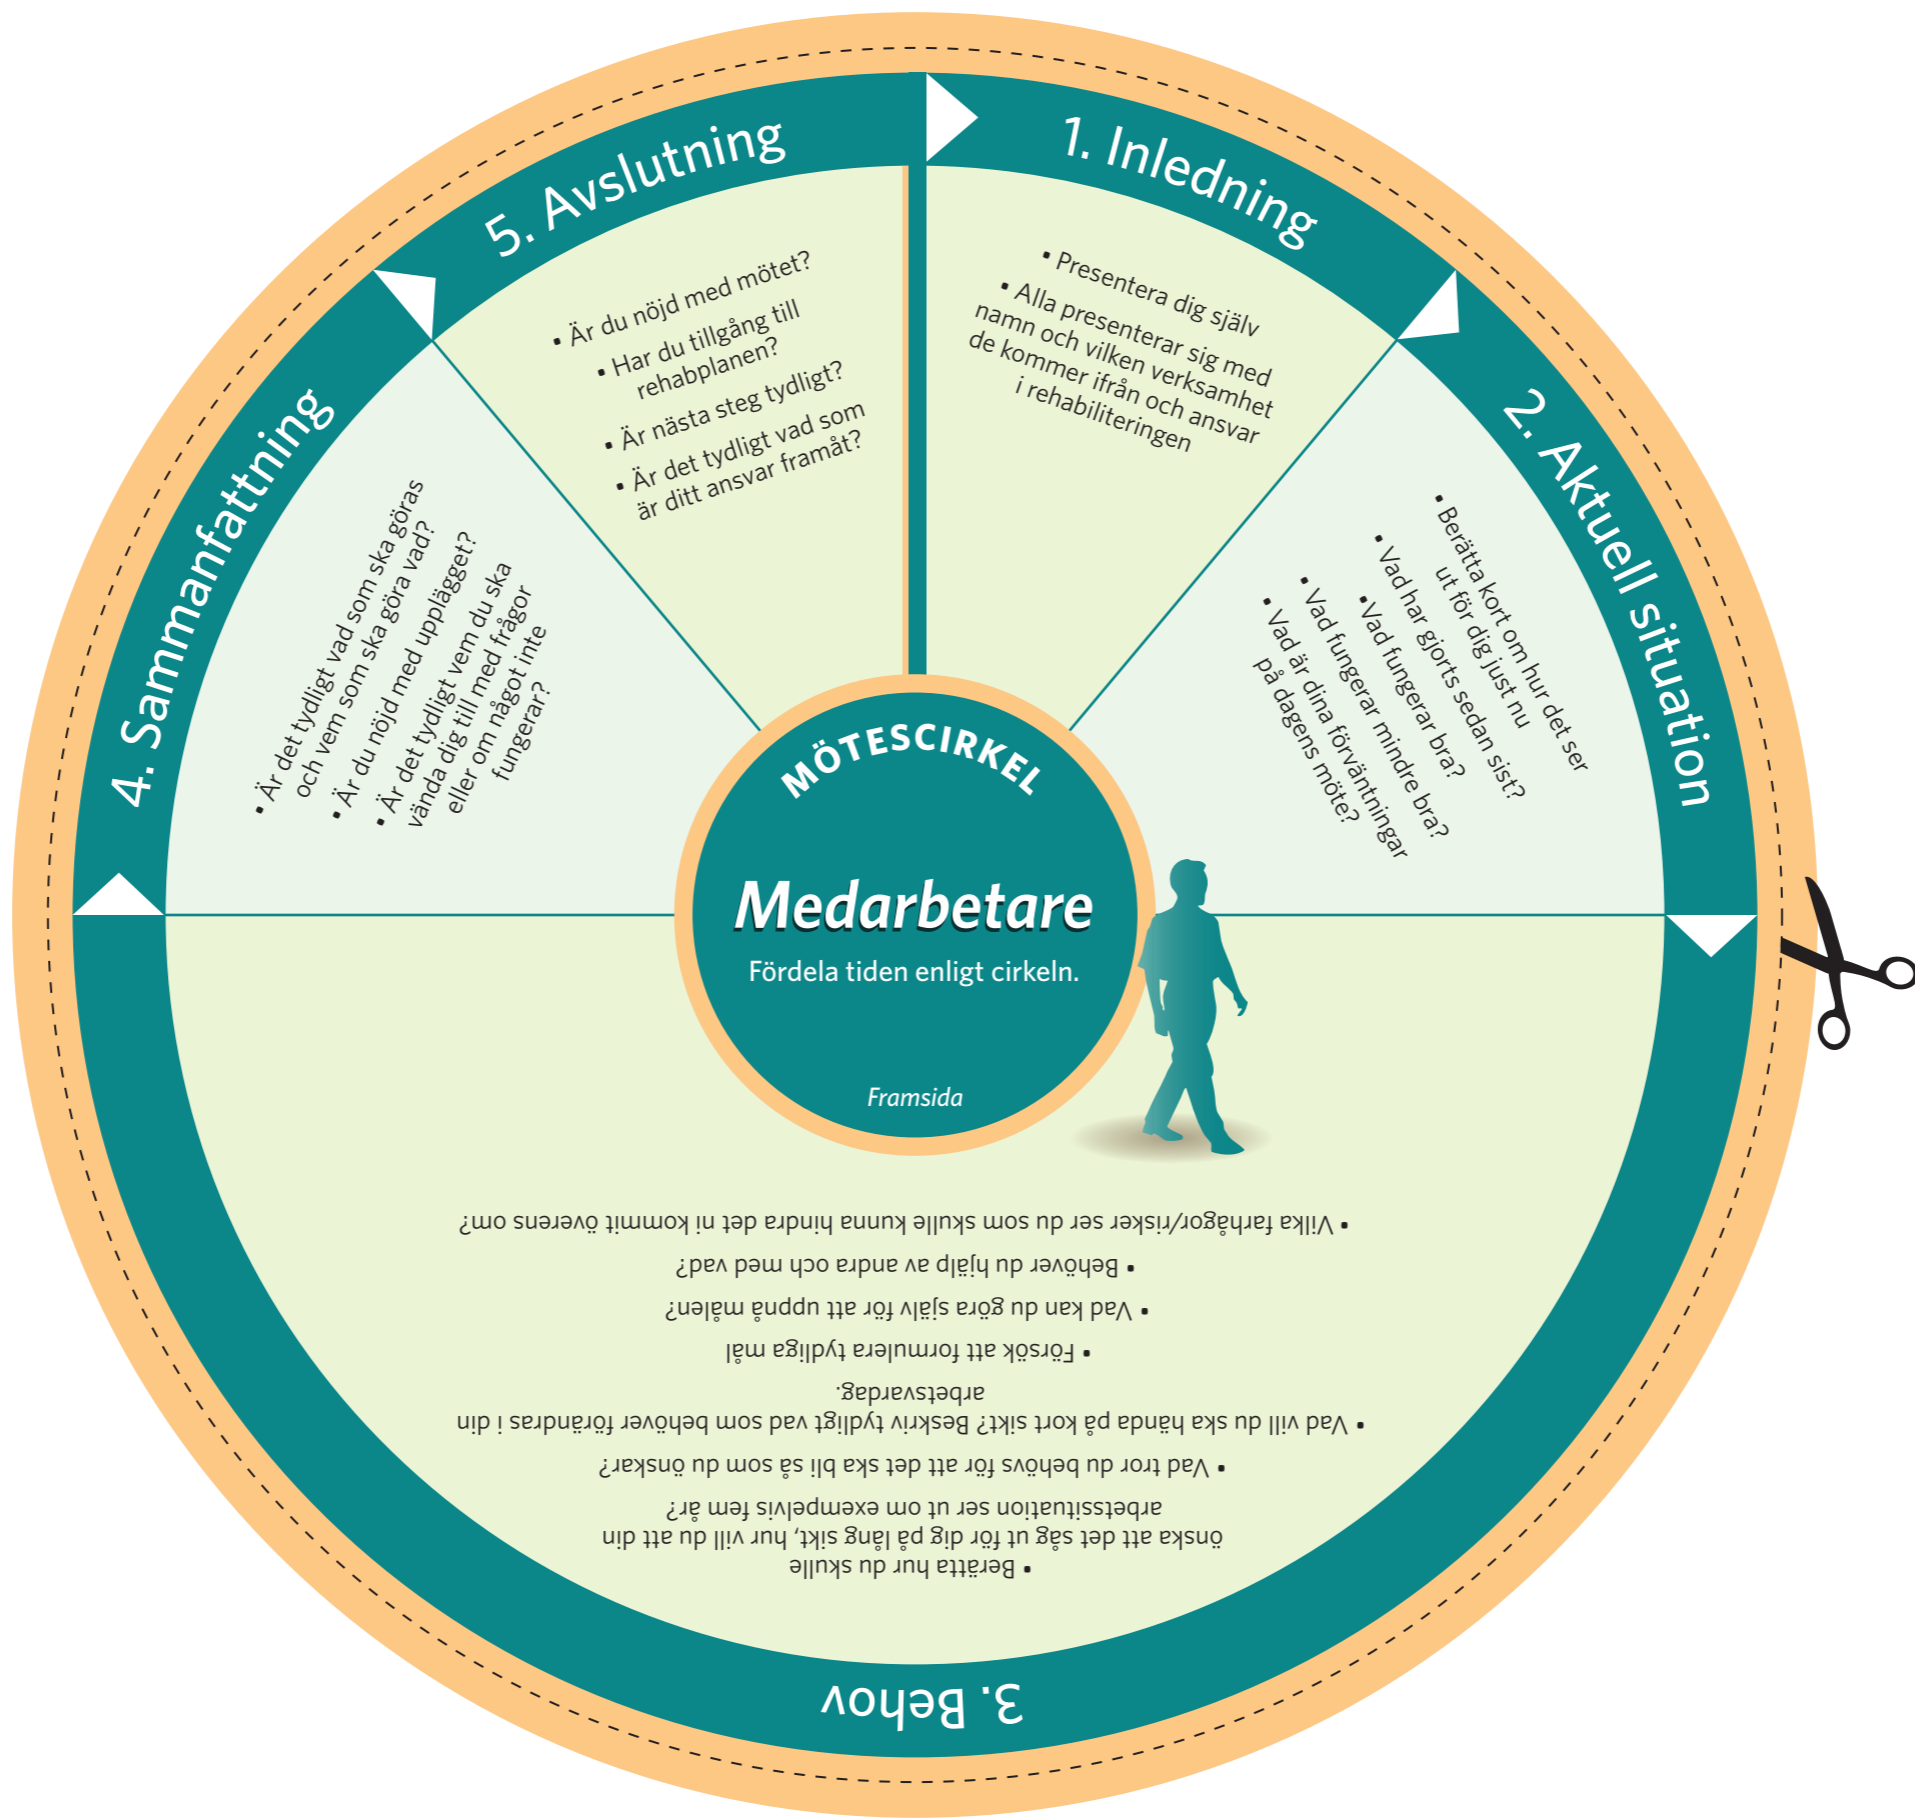 MÖTESCIRKEL
Medarbetare
Fördela tiden enligt cirkeln.
Framsida
1. Inledning
▪ Presentera dig själv
▪ Alla presenterar sig med
namn och vilken verksamhet
de kommer ifrån och ansvar
i rehabiliteringen
2. Aktuell situation
▪ Berätta kort om hur det ser
ut för dig just nu
▪ Vad har gjorts sedan sist?
▪ Vad fungerar bra?
▪ Vad fungerar mindre bra?
▪ Vad är dina förväntningar
på dagens möte?
3. Behov
▪ Berätta hur du skulle
önska att det såg ut för dig på lång sikt, hur vill du att din
arbetssituation ser ut om exempelvis fem år?
▪ Vad tror du behövs för att det ska bli så som du önskar?
▪ Vad vill du ska hända på kort sikt? Beskriv tydligt vad som behöver förändras i din
arbetsvardag.
▪ Försök att formulera tydliga mål
▪ Vad kan du göra själv för att uppnå målen?
▪ Behöver du hjälp av andra och med vad?
▪ Vilka farhågor/risker ser du som skulle kunna hindra det ni kommit överens om?
4. Sammanfattning
▪ Är det tydligt vad som ska göras
och vem som ska göra vad?
▪ Är du nöjd med upplägget?
▪ Är det tydligt vem du ska
vända dig till med frågor
eller om något inte
fungerar?
5. Avslutning
▪ Är du nöjd med mötet?
▪ Har du tillgång till
rehabplanen?
▪ Är nästa steg tydligt?
▪ Är det tydligt vad som
är ditt ansvar framåt?